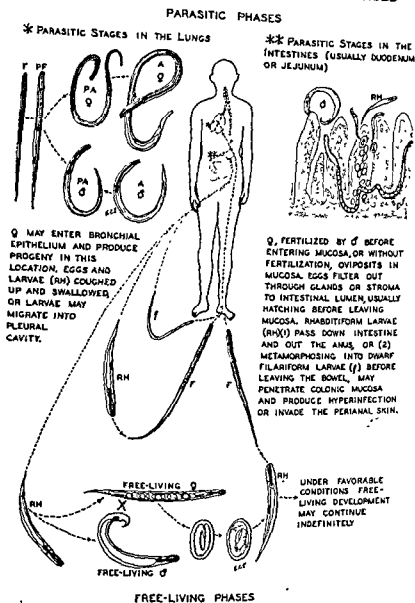 PARASITIC PHASES
* PARASITIC STAGES IN THE LUNGS
** PARASITIC STAGES IN THE
INTESTINES (USUALLY DUODENUM
OR JEJUNUM)
F PF
PA
♀
A
♀
PA
♂
A
♂
RH
♂
♀ MAY ENTER BRONCHIAL
EPITHELIUM AND PRODUCE
PROGENY IN THIS
LOCATION, EGGS AND
LARVAE (RH) COUGHED
UP AND SWALLOWED,
OR LARVAE MAY
MIGRATE INTO
PLEURAL
CAVITY.
♀, FERTILIZED BY ♂ BEFORE
ENTERING MUCOSA, OR WITHOUT
FERTILIZATION, OVIPOSITS IN
MUCOSA. EGGS FILTER OUT
THROUGH GLANDS OR STROMA
TO INTESTINAL LUMEN, USUALLY
HATCHING BEFORE LEAVING
MUCOSA. RHABDITIFORM LARVAE
(RH)(1) PASS DOWN INTESTINE
AND OUT THE ANUS, OR (2)
METAMORPHOSING INTO DWARF
FILARIFORM LARVAE (f) BEFORE
LEAVING THE BOWEL, MAY
PENETRATE COLONIC MUCOSA
AND PRODUCE HYPERINFECTION
OR INVADE THE PERIANAL SKIN.
f
RH
F
F
RH
FREE-LIVING ♀
X
FREE-LIVING ♂
RH
UNDER FAVORABLE
CONDITIONS FREE-
LIVING DEVELOPMENT
MAY CONTINUE
INDEFINITELY
FREE-LIVING PHASES